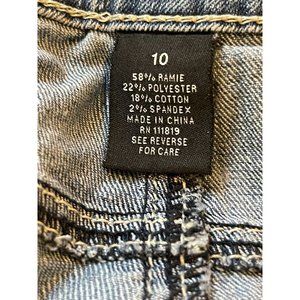 10
58% RAMIE
22% POLYESTER
18% COTTON
2% SPANDEX
MADE IN CHINA
RN 111819
SEE REVERSE
FOR CARE